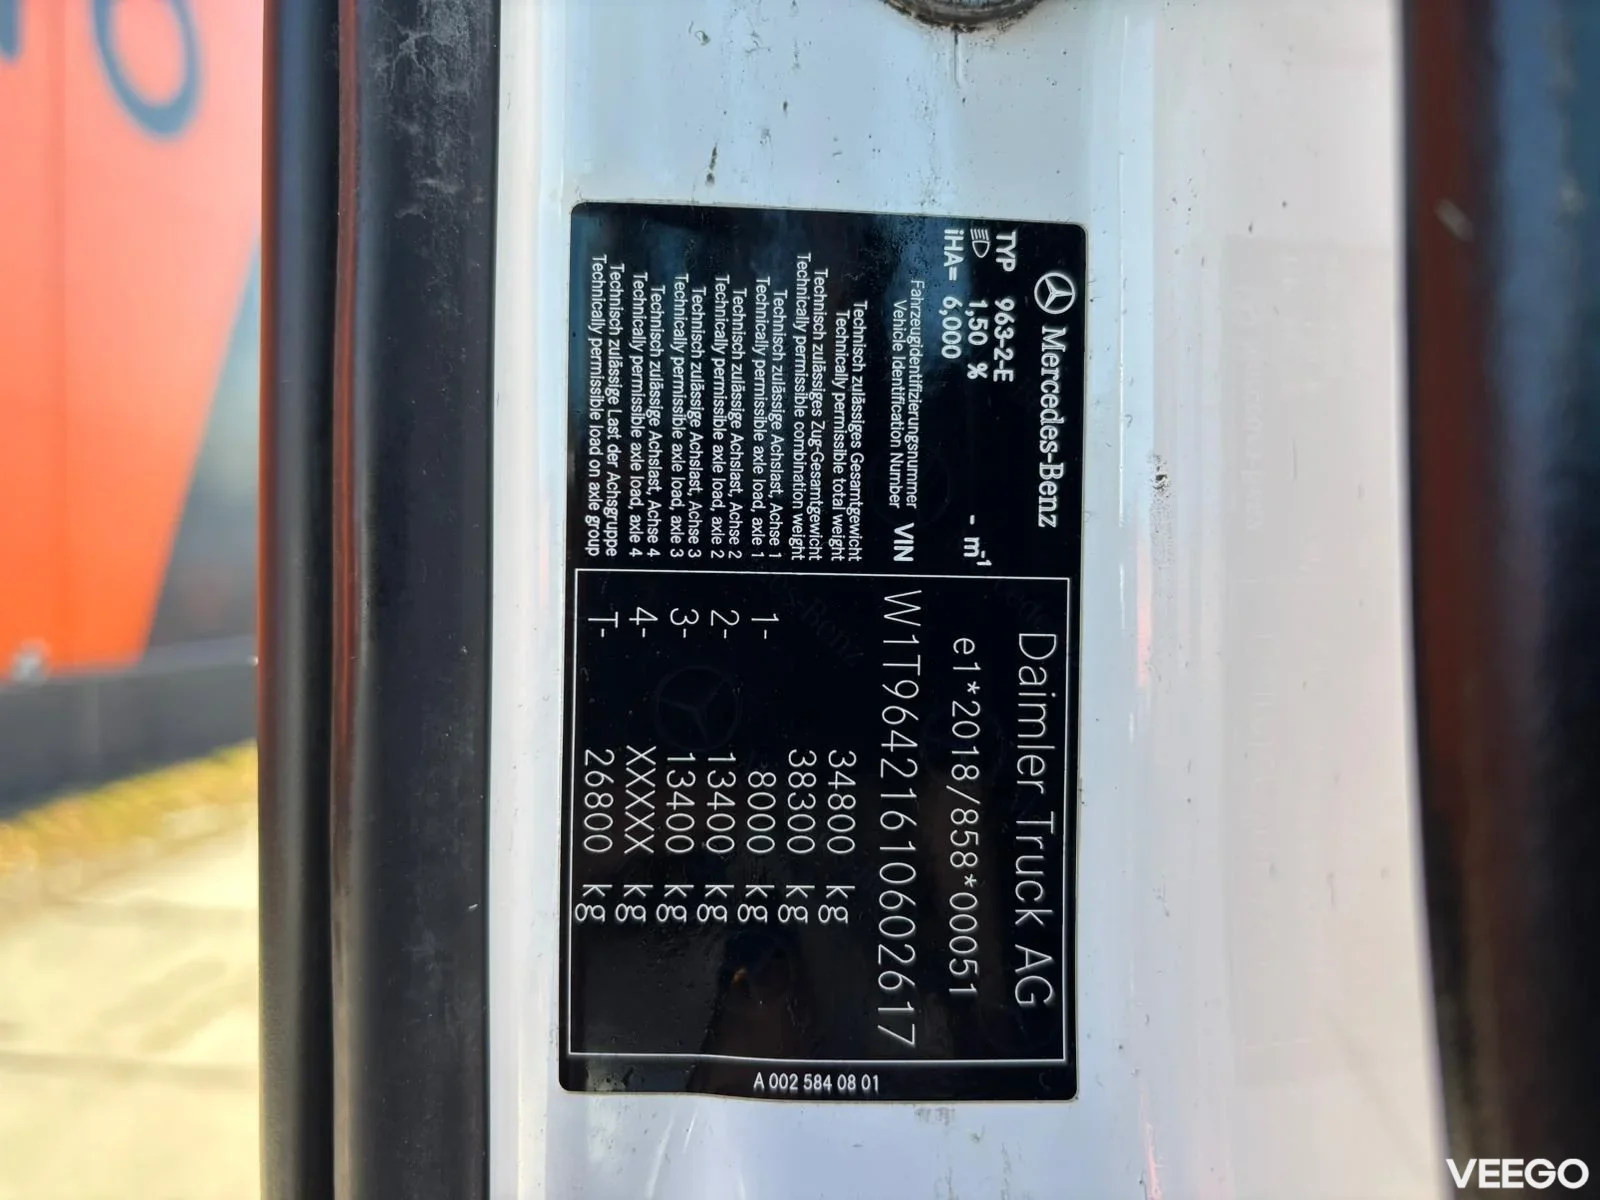 Mercedes-Benz
TYP 963-2-E
1,50 %
- m-1
iHA= 6,000
Daimler Truck AG
e1*2018/858*00051
Fahrzeugidentifizierungsnummer
Vehicle Identification Number
VIN
W1T96421610602617
Technisch zulässiges Gesamtgewicht
Technically permissible total weight
34800 kg
Technisch zulässiges Zug-Gesamtgewicht
Technically permissible combination weight
38300 kg
Technisch zulässige Achslast, Achse 1
Technically permissible axle load, axle 1
1- 8000 kg
Technisch zulässige Achslast, Achse 2
Technically permissible axle load, axle 2
2- 13400 kg
Technisch zulässige Achslast, Achse 3
Technically permissible axle load, axle 3
3- 13400 kg
Technisch zulässige Achslast, Achse 4
Technically permissible axle load, axle 4
4- XXXXX kg
Technisch zulässige Last der Achsgruppe
Technically permissible load on axle group
T- 26800 kg
A 002 584 08 01
VEEGO